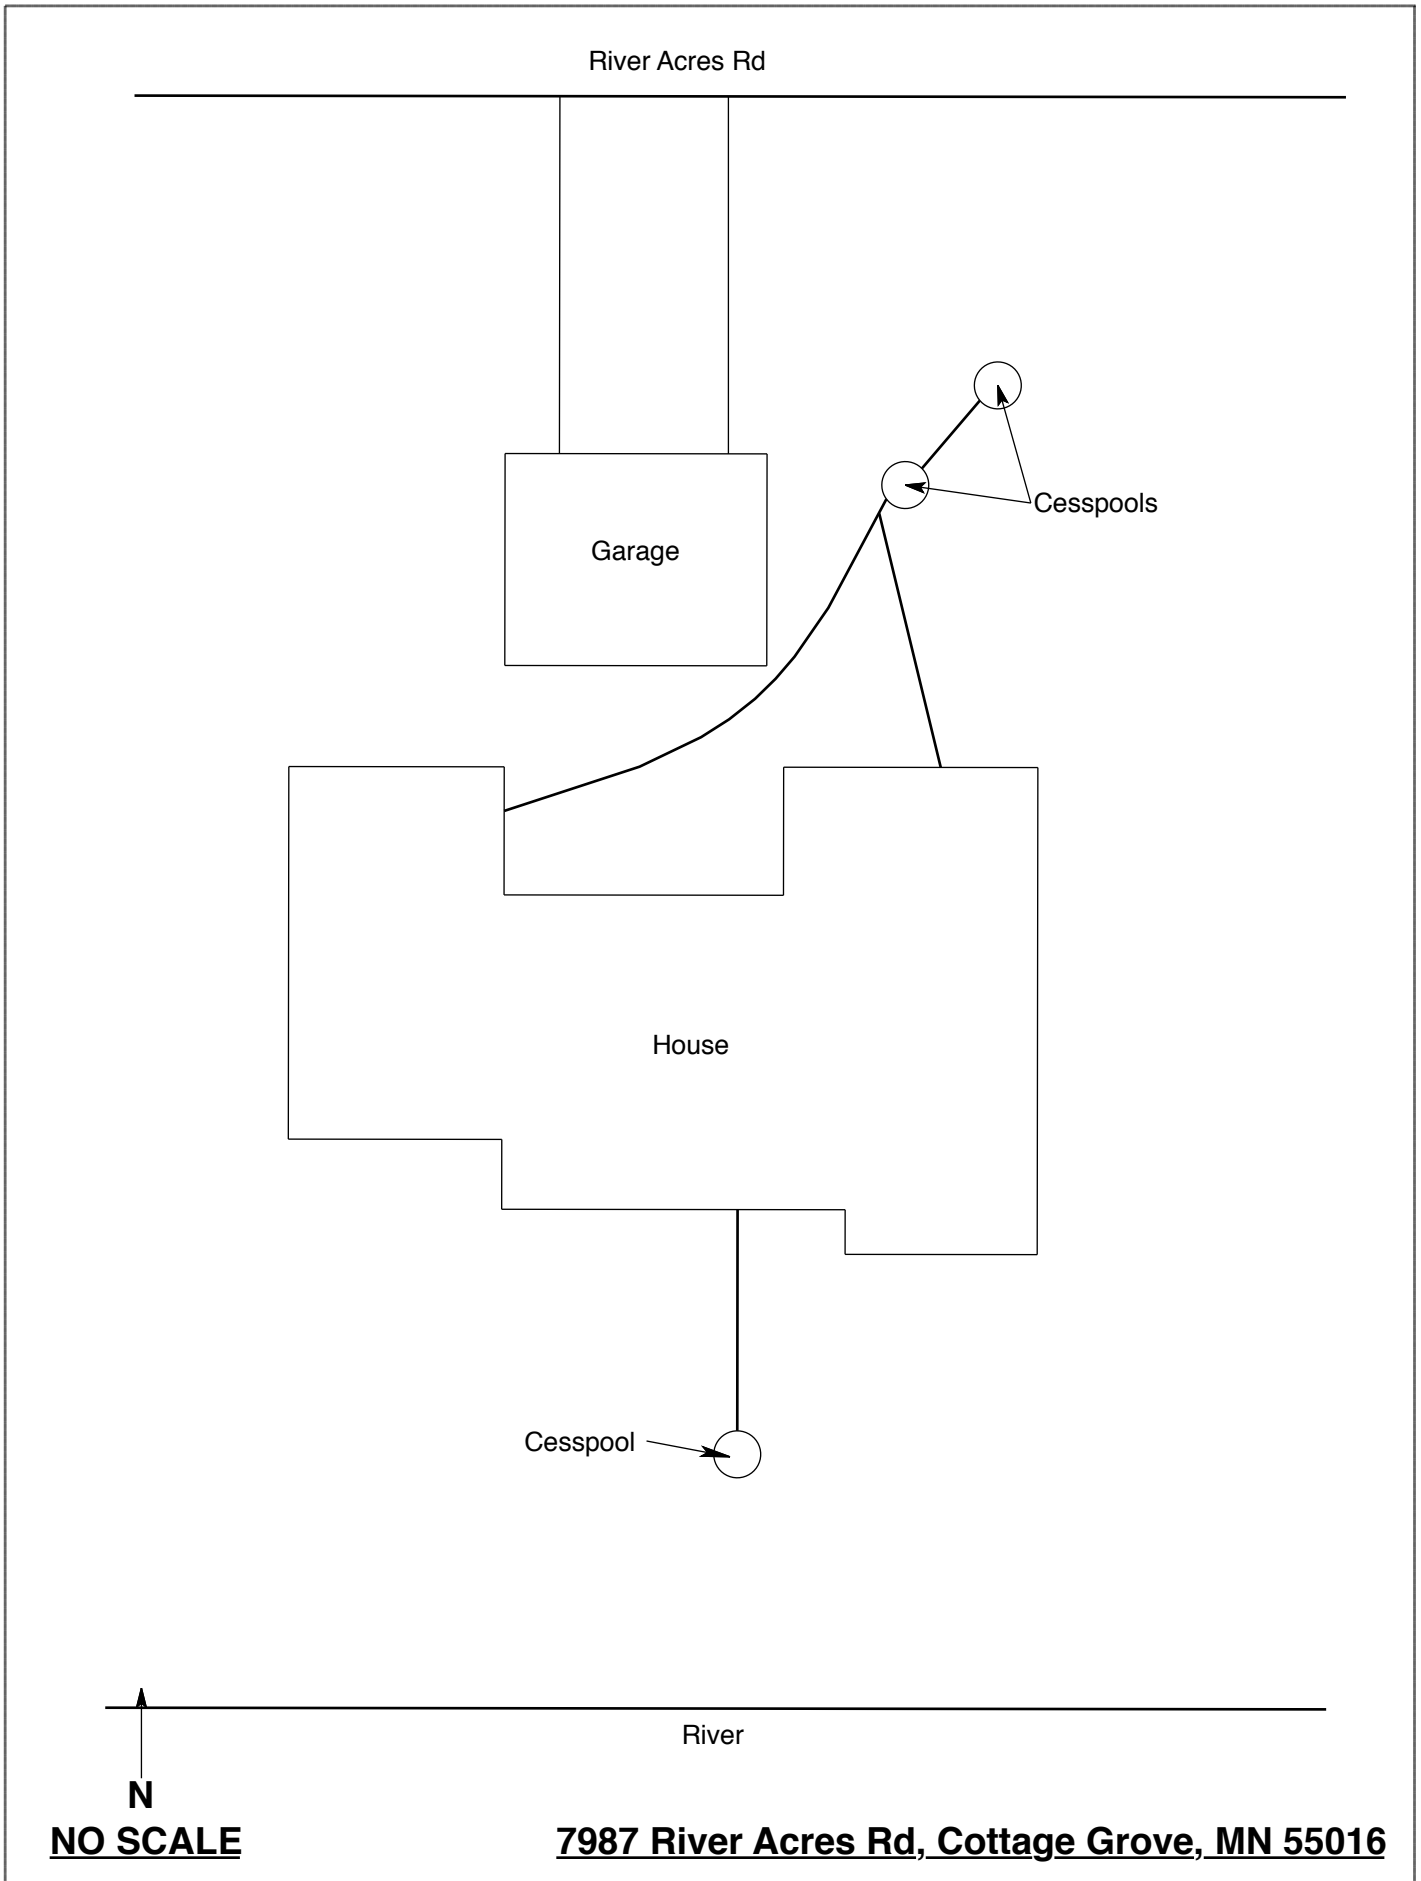 River Acres Rd
Cesspools
Garage
House
Cesspool
River
N
NO SCALE
7987 River Acres Rd, Cottage Grove, MN 55016